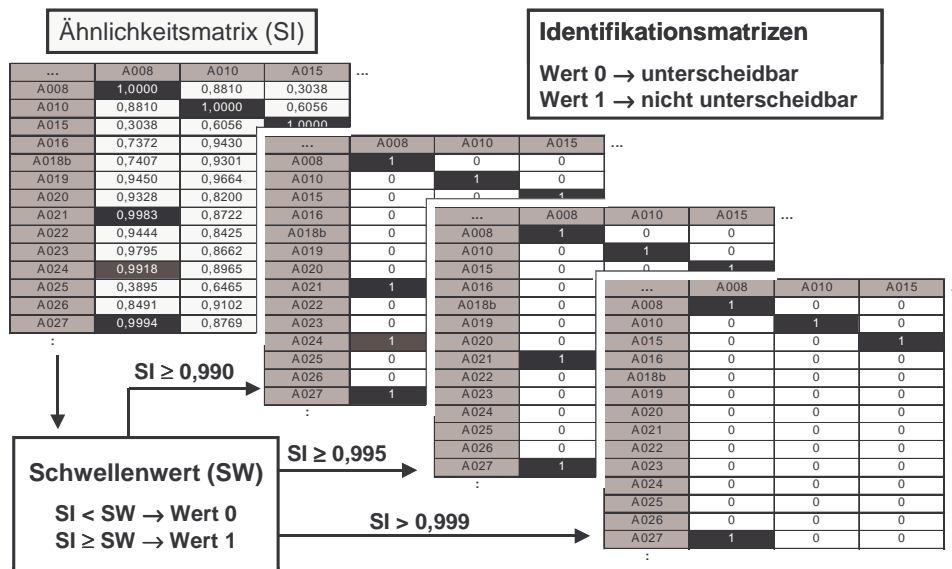 Ähnlichkeitsmatrix (SI)
Identifikationsmatrizen
Wert 0 → unterscheidbar
Wert 1 → nicht unterscheidbar
... A008 A010 A015 ...
A008 1,0000 0,8810 0,3038
A010 0,8810 1,0000 0,6056
A015 0,3038 0,6056 1,0000
A016 0,7372 0,9430
A018b 0,7407 0,9301
A019 0,9450 0,9664
A020 0,9328 0,8200
A021 0,9983 0,8722
A022 0,9444 0,8425
A023 0,9795 0,8662
A024 0,9918 0,8965
A025 0,3895 0,6465
A026 0,8491 0,9102
A027 0,9994 0,8769
:
... A008 A010 A015 ...
A008 1 0 0
A010 0 1 0
A015 0 0 1
A016 0
A018b 0
A019 0
A020 0
A021 1
A022 0
A023 0
A024 1
A025 0
A026 0
A027 1
:
... A008 A010 A015 ...
A008 1 0 0
A010 0 1 0
A015 0 0 1
A016 0
A018b 0
A019 0
A020 0
A021 1
A022 0
A023 0
A024 0
A025 0
A026 0
A027 1
:
... A008 A010 A015 ...
A008 1 0 0
A010 0 1 0
A015 0 0 1
A016 0 0 0
A018b 0 0 0
A019 0 0 0
A020 0 0 0
A021 0 0 0
A022 0 0 0
A023 0 0 0
A024 0 0 0
A025 0 0 0
A026 0 0 0
A027 1 0 0
:
SI ≥ 0,990
SI ≥ 0,995
SI > 0,999
Schwellenwert (SW)
SI < SW → Wert 0
SI ≥ SW → Wert 1